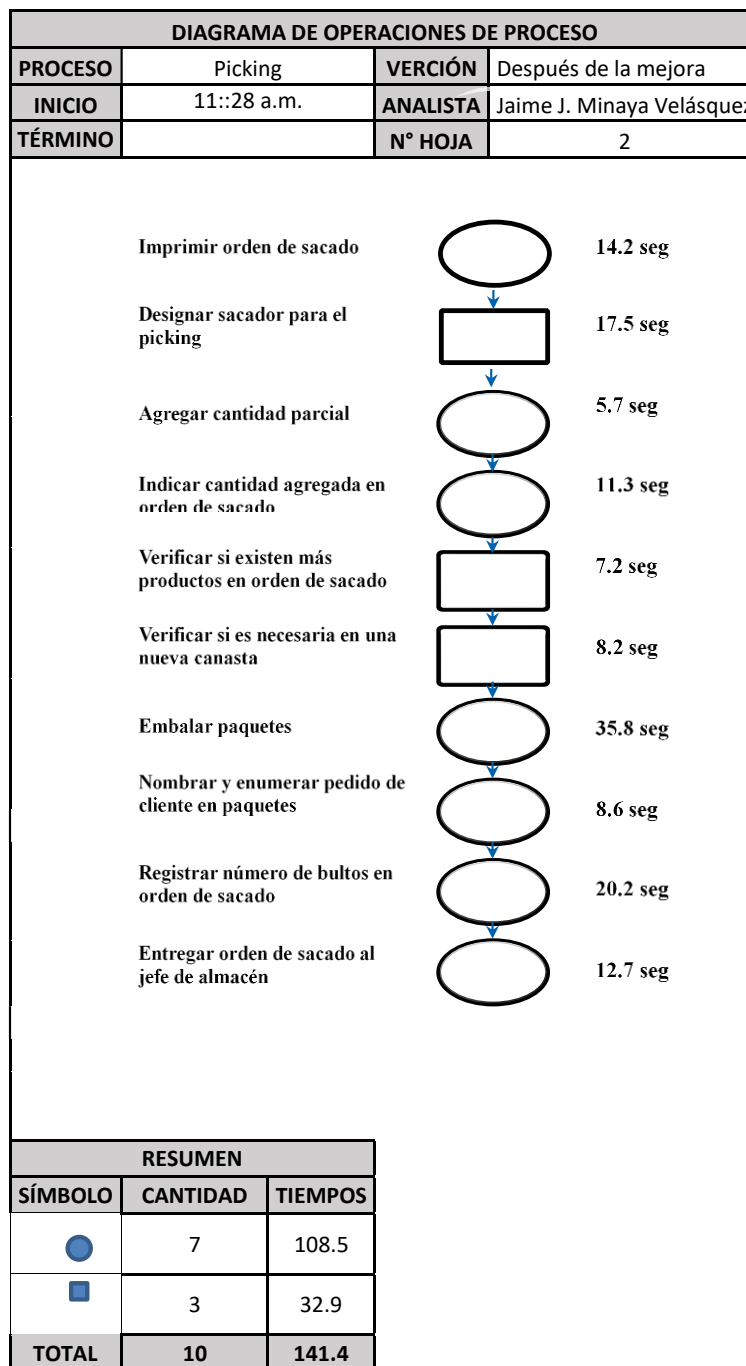 DIAGRAMA DE OPERACIONES DE PROCESO
PROCESO Picking VERCIÓN Después de la mejora
INICIO 11::28 a.m. ANALISTA Jaime J. Minaya Velásquez
TÉRMINO N° HOJA 2
Imprimir orden de sacado 14.2 seg
Designar sacador para el
picking 17.5 seg
Agregar cantidad parcial 5.7 seg
Indicar cantidad agregada en
orden de sacado 11.3 seg
Verificar si existen más
productos en orden de sacado 7.2 seg
Verificar si es necesaria en una
nueva canasta 8.2 seg
Embalar paquetes 35.8 seg
Nombrar y enumerar pedido de
cliente en paquetes 8.6 seg
Registrar número de bultos en
orden de sacado 20.2 seg
Entregar orden de sacado al
jefe de almacén 12.7 seg
RESUMEN
SÍMBOLO CANTIDAD TIEMPOS
7 108.5
3 32.9
TOTAL 10 141.4